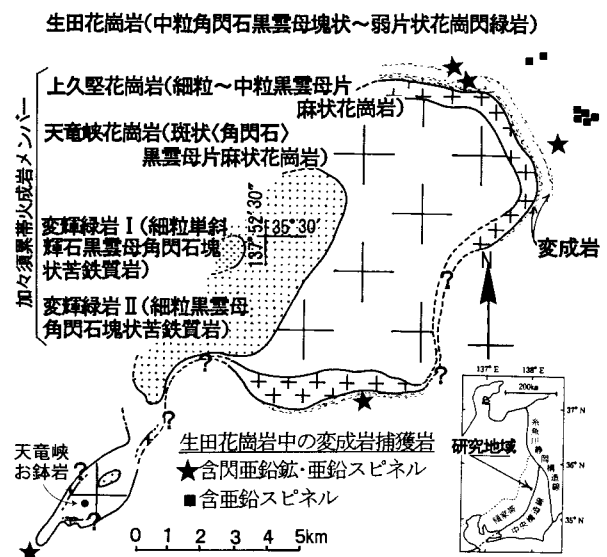 生田花崗岩(中粒角閃石黒雲母塊状～弱片状花崗閃緑岩)
加々須累帯火成岩メンバー
上久堅花崗岩(細粒～中粒黒雲母片
麻状花崗岩)
天竜峡花崗岩(斑状〈角閃石〉
黒雲母片麻状花崗岩)
変輝緑岩Ⅰ(細粒単斜
輝石黒雲母角閃石塊
状苦鉄質岩)
変輝緑岩Ⅱ(細粒黒雲母
角閃石塊状苦鉄質岩)
137°52′30″
35°30′
変成岩
N
?
?
?
?
?
?
天竜峡
お鉢岩
生田花崗岩中の変成岩捕獲岩
★含閃亜鉛鉱・亜鉛スピネル
■含亜鉛スピネル
0 1 2 3 4 5km
137°E 138°E
200km
37°N
36°N
35°N
糸魚川静岡構造線
研究地域
領家帯
中央構造線